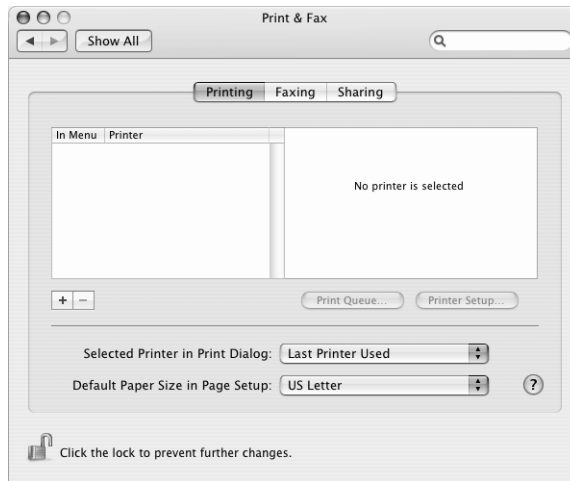 Print & Fax
Show All
Printing Faxing Sharing
In Menu Printer
No printer is selected
+ −
Print Queue... Printer Setup...
Selected Printer in Print Dialog: Last Printer Used
Default Paper Size in Page Setup: US Letter ?
Click the lock to prevent further changes.